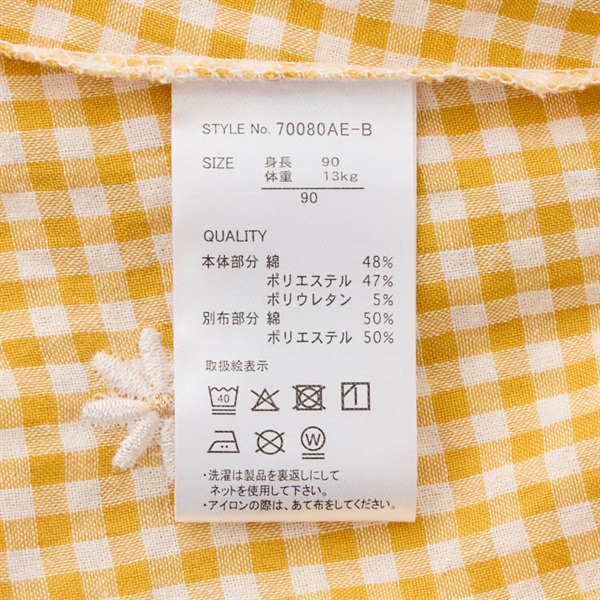 STYLE No. 70080AE-B
SIZE 身長 90
体重 13kg
90
QUALITY
本体部分 綿 48%
ポリエステル 47%
ポリウレタン 5%
別布部分 綿 50%
ポリエステル 50%
取扱絵表示
40
W
・洗濯は製品を裏返しにして
ネットを使用して下さい。
・アイロンの際は、あて布をしてください。